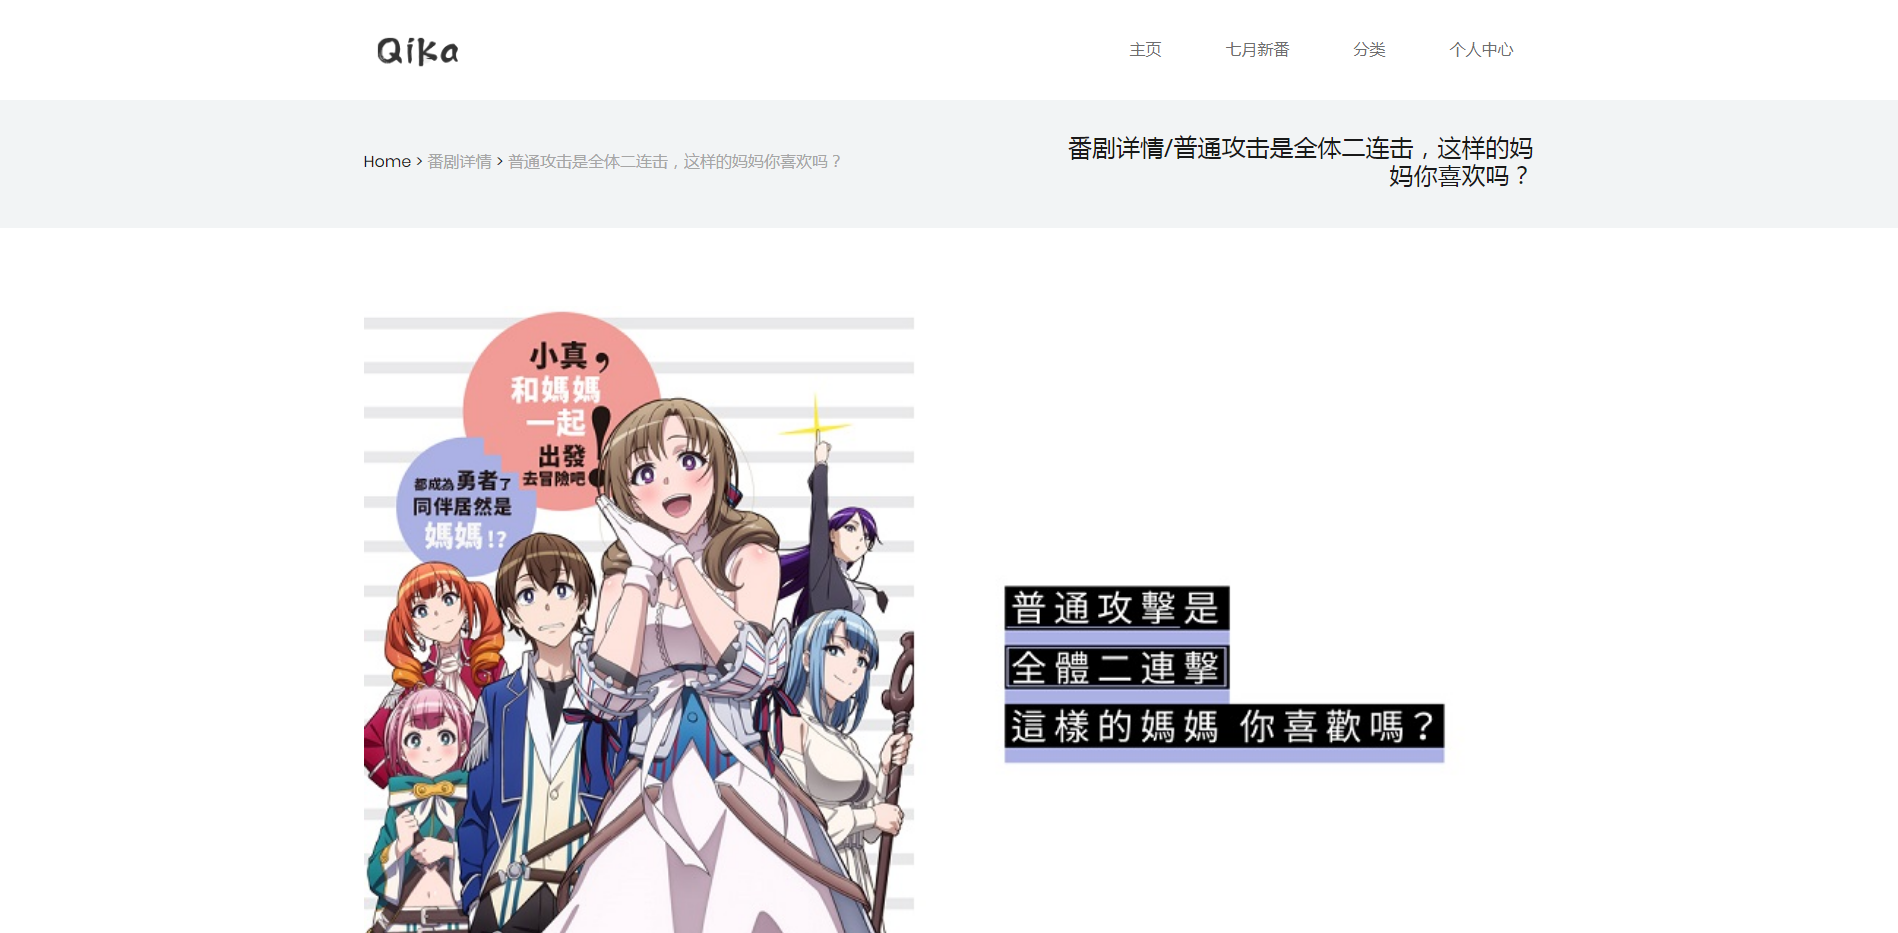 Qika
主页
七月新番
分类
个人中心
Home > 番剧详情 > 普通攻击是全体二连击，这样的妈妈你喜欢吗？
番剧详情/普通攻击是全体二连击，这样的妈
妈你喜欢吗？
小真，
和媽媽
一起
出發
去冒險吧！
都成為勇者了
同伴居然是
媽媽!?
普通攻擊是
全體二連擊
這樣的媽媽 你喜歡嗎？